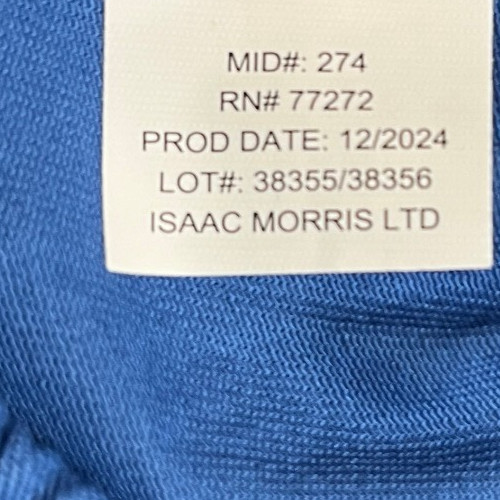 MID#: 274
RN# 77272
PROD DATE: 12/2024
LOT#: 38355/38356
ISAAC MORRIS LTD